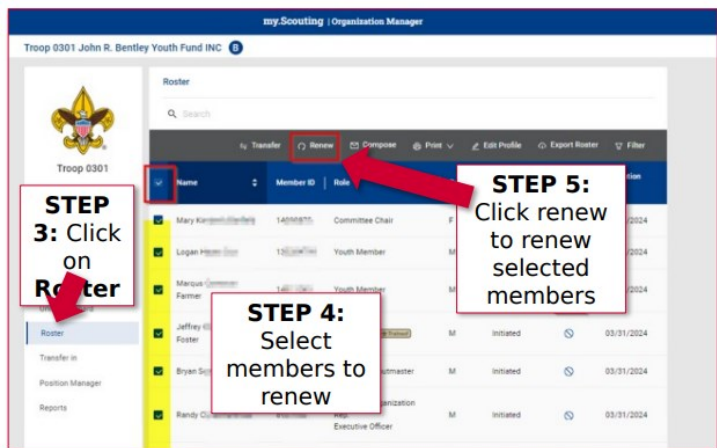 my.Scouting | Organization Manager
Troop 0301 John R. Bentley Youth Fund INC B
Roster
Search
Transfer Renew Compose Print Edit Profile Export Roster Filter
Troop 0301
Name Member ID Role
STEP 3: Click on Roster
STEP 5: Click renew to renew selected members
Mary Committee Chair F /2024
Logan Youth Member M /2024
Marcus Farmer Youth Member M /2024
STEP 4: Select members to renew
Roster
Jeffrey Foster M Initiated 03/31/2024
Transfer in
Bryan M Initiated 03/31/2024
Position Manager
Reports
Randy Executive Officer M Initiated 03/31/2024